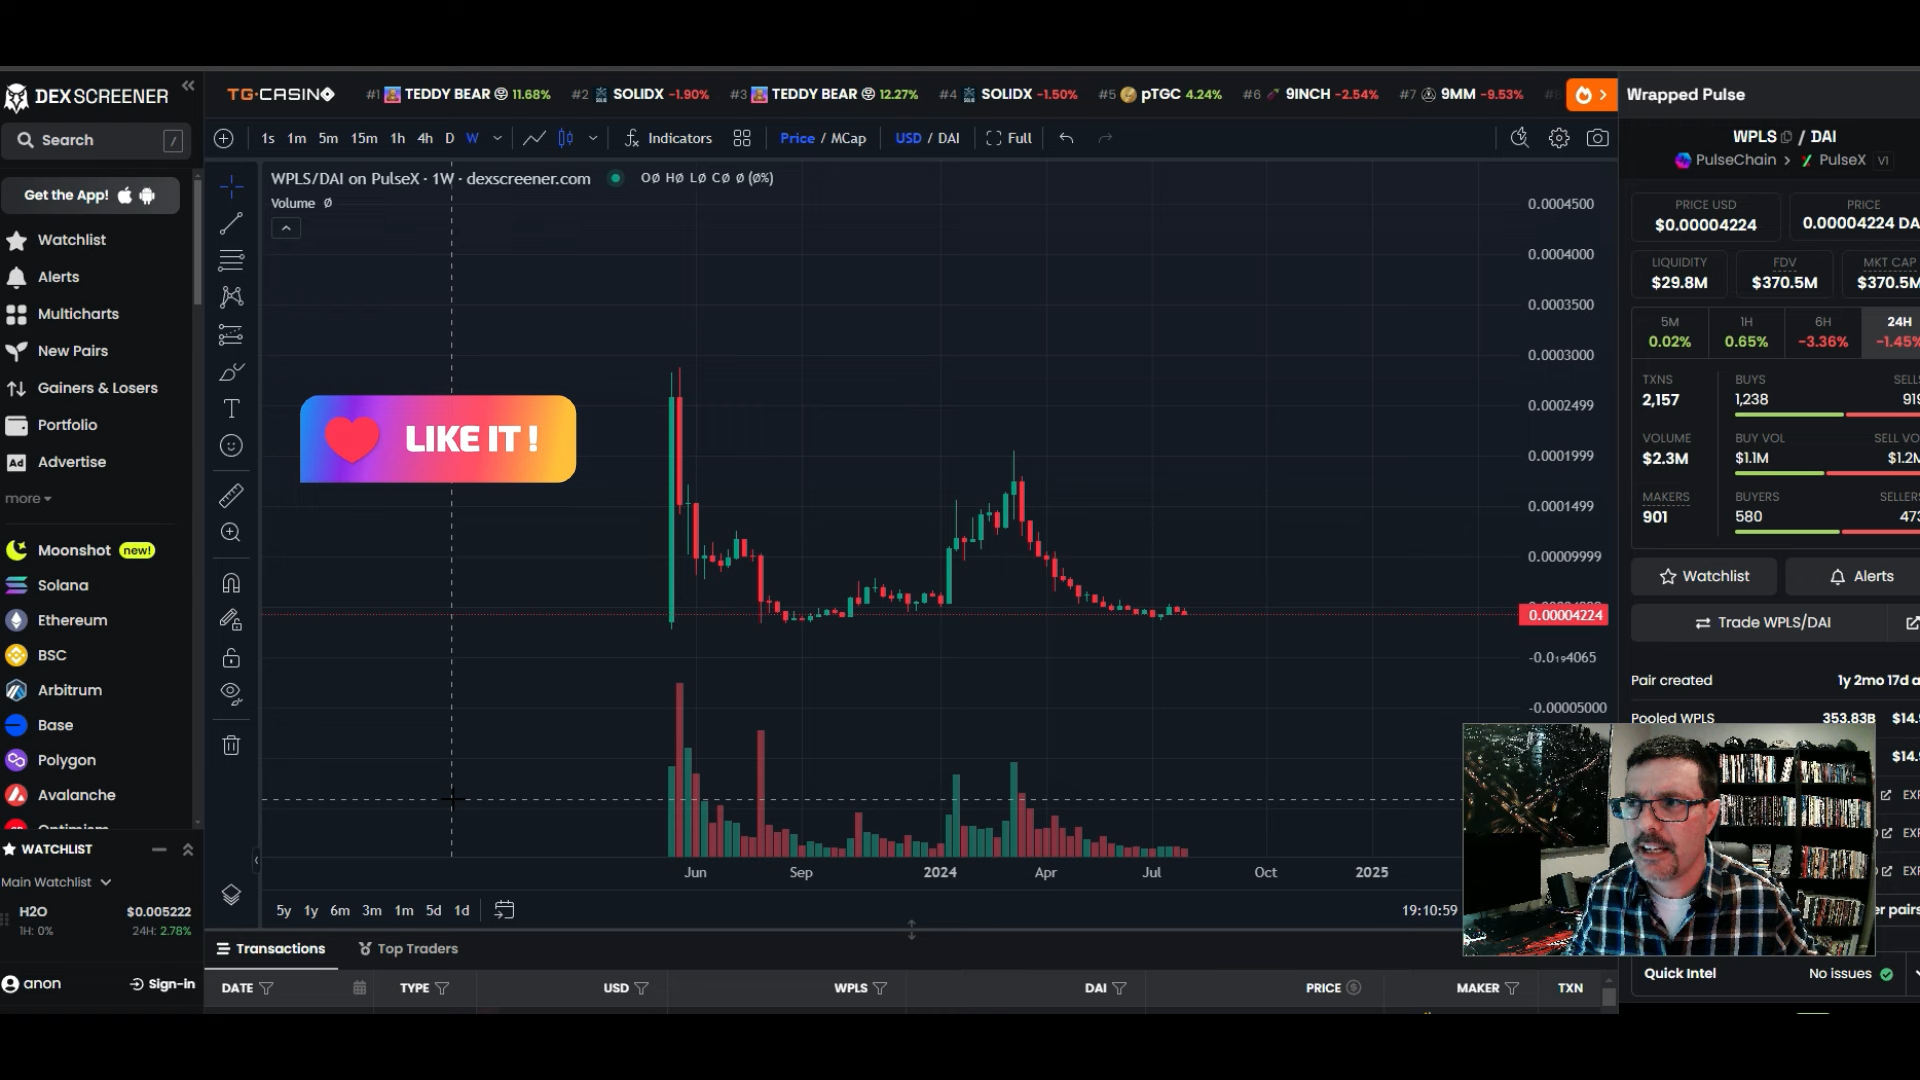 DEX SCREENER
Search /
Get the App!
Watchlist
Alerts
Multicharts
New Pairs
Gainers & Losers
Portfolio
Ad Advertise
more
Moonshot new!
Solana
Ethereum
BSC
Arbitrum
Base
Polygon
Avalanche
Optimism
WATCHLIST
Main Watchlist
H2O $0.005222
1H: 0% 24H: 2.78%
anon Sign-in
TG.CASINO #1 TEDDY BEAR 11.68% #2 SOLIDX -1.90% #3 TEDDY BEAR 12.27% #4 SOLIDX -1.50% #5 pTGC 4.24% #6 9INCH -2.54% #7 9MM -9.53%
1s 1m 5m 15m 1h 4h D W Indicators Price / MCap USD / DAI Full
WPLS/DAI on PulseX · 1W · dexscreener.com O∅ H∅ L∅ C∅ ∅ (∅%)
Volume ∅
LIKE IT !
0.0004500
0.0004000
0.0003500
0.0003000
0.0002499
0.0001999
0.0001499
0.00009999
0.00004224
-0.0₁₉4065
-0.00005000
Jun Sep 2024 Apr Jul Oct 2025
5y 1y 6m 3m 1m 5d 1d 19:10:59
Transactions Top Traders
DATE TYPE USD WPLS DAI PRICE MAKER TXN
Wrapped Pulse
WPLS / DAI
PulseChain > PulseX V1
PRICE USD PRICE
$0.00004224 0.00004224 DA
LIQUIDITY FDV MKT CAP
$29.8M $370.5M $370.5M
5M 1H 6H 24H
0.02% 0.65% -3.36% -1.45%
TXNS BUYS SELLS
2,157 1,238 919
VOLUME BUY VOL SELL VOL
$2.3M $1.1M $1.2M
MAKERS BUYERS SELLERS
901 580 473
Watchlist Alerts
Trade WPLS/DAI
Pair created 1y 2mo 17d a
Pooled WPLS 353.83B $14.9
$14.9
EXP
EXP
EXP
er pairs
Quick Intel No issues